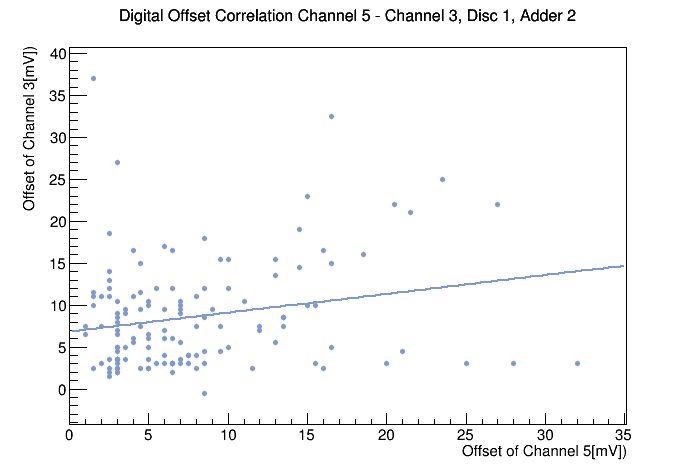 Digital Offset Correlation Channel 5 - Channel 3, Disc 1, Adder 2
Offset of Channel 3[mV])
40
35
30
25
20
15
10
5
0
0 5 10 15 20 25 30 35
Offset of Channel 5[mV])